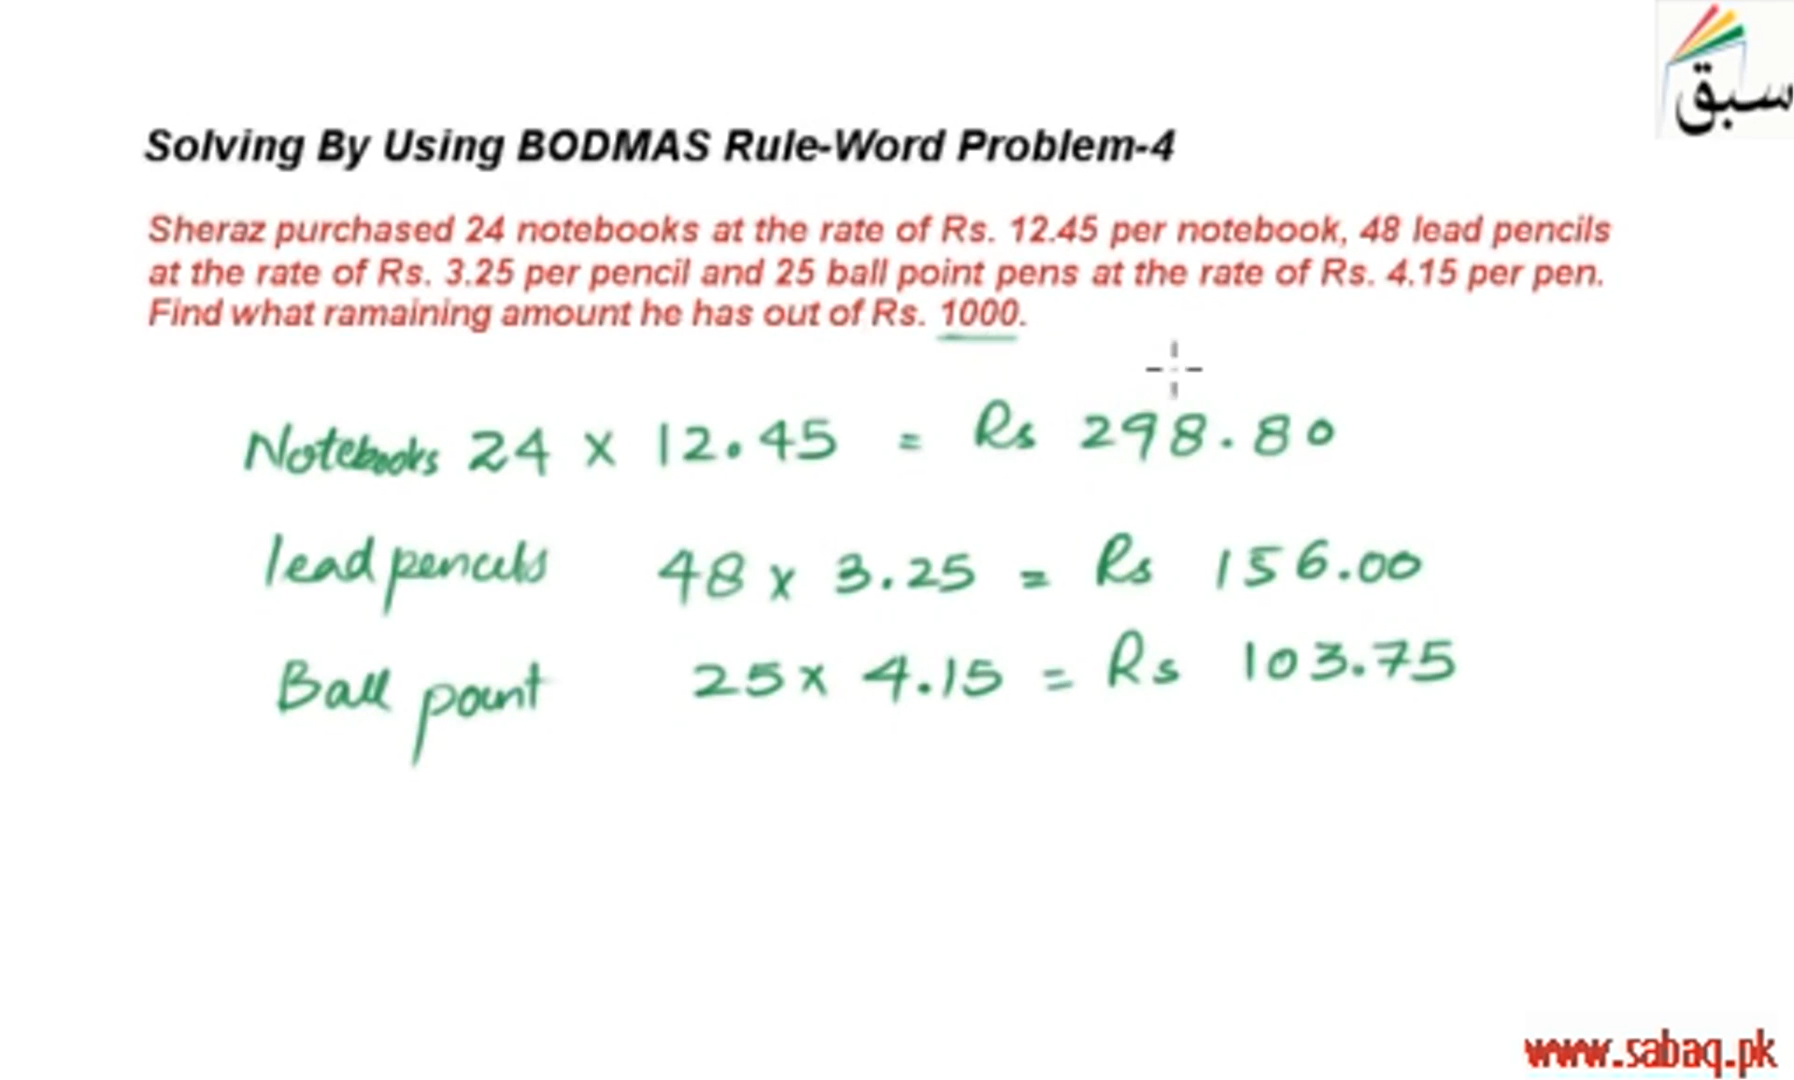 سبق
Solving By Using BODMAS Rule-Word Problem-4
Sheraz purchased 24 notebooks at the rate of Rs. 12.45 per notebook, 48 lead pencils
at the rate of Rs. 3.25 per pencil and 25 ball point pens at the rate of Rs. 4.15 per pen.
Find what ramaining amount he has out of Rs. 1000.
Notebooks 24 x 12.45 = Rs 298.80
lead pencils 48 x 3.25 = Rs 156.00
Ball point 25 x 4.15 = Rs 103.75
www.sabaq.pk